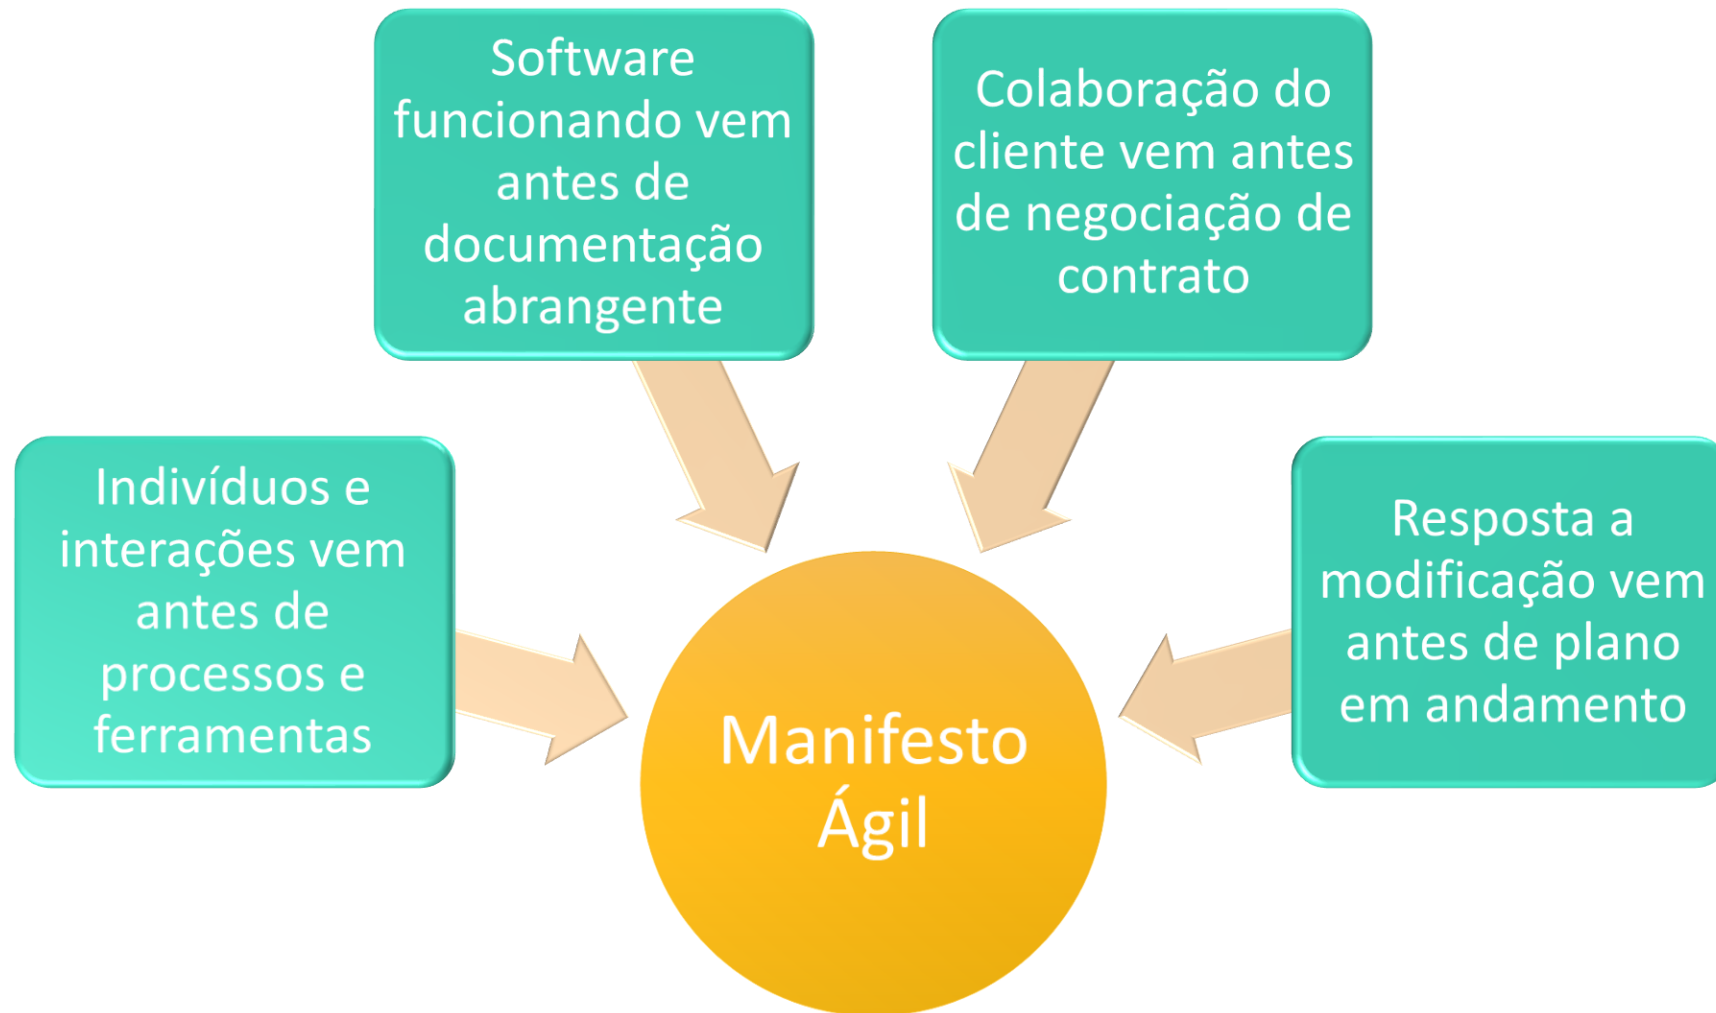 Software
funcionando vem
antes de
documentação
abrangente
Colaboração do
cliente vem antes
de negociação de
contrato
Indivíduos e
interações vem
antes de
processos e
ferramentas
Resposta a
modificação vem
antes de plano
em andamento
Manifesto
Ágil